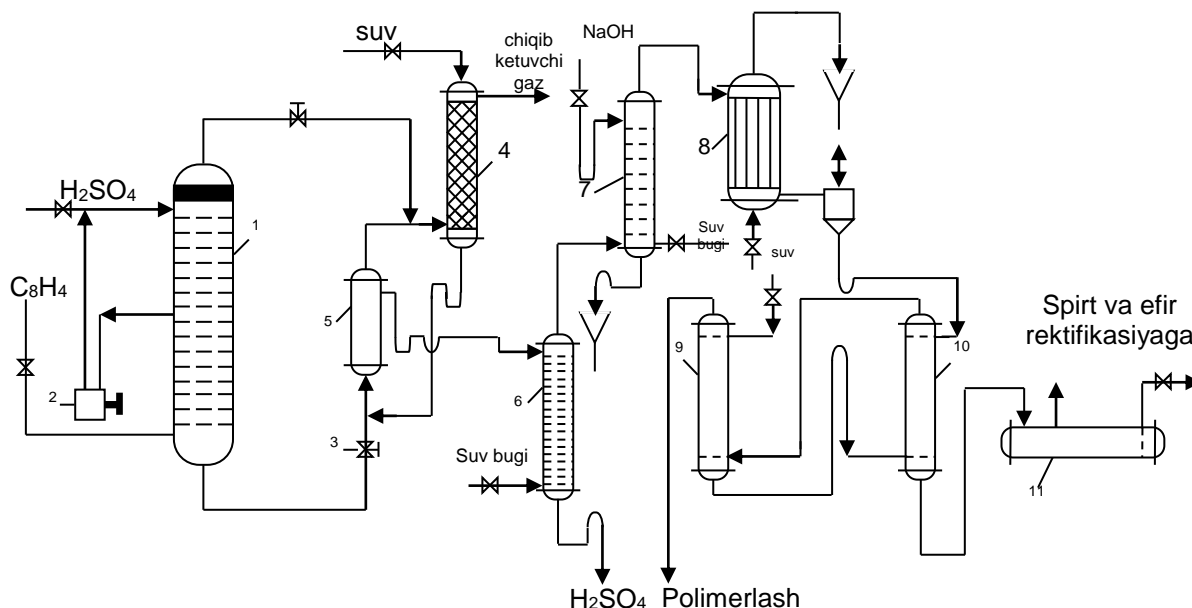 suv
chiqib
ketuvchi
gaz
NaOH
4
8
7
H₂SO₄
1
C₈H₄
5
2
3
Suv
bugi
suv
Spirt va efir
rektifikasiyaga
9
10
6
Suv bugi
11
H₂SO₄
Polimerlash